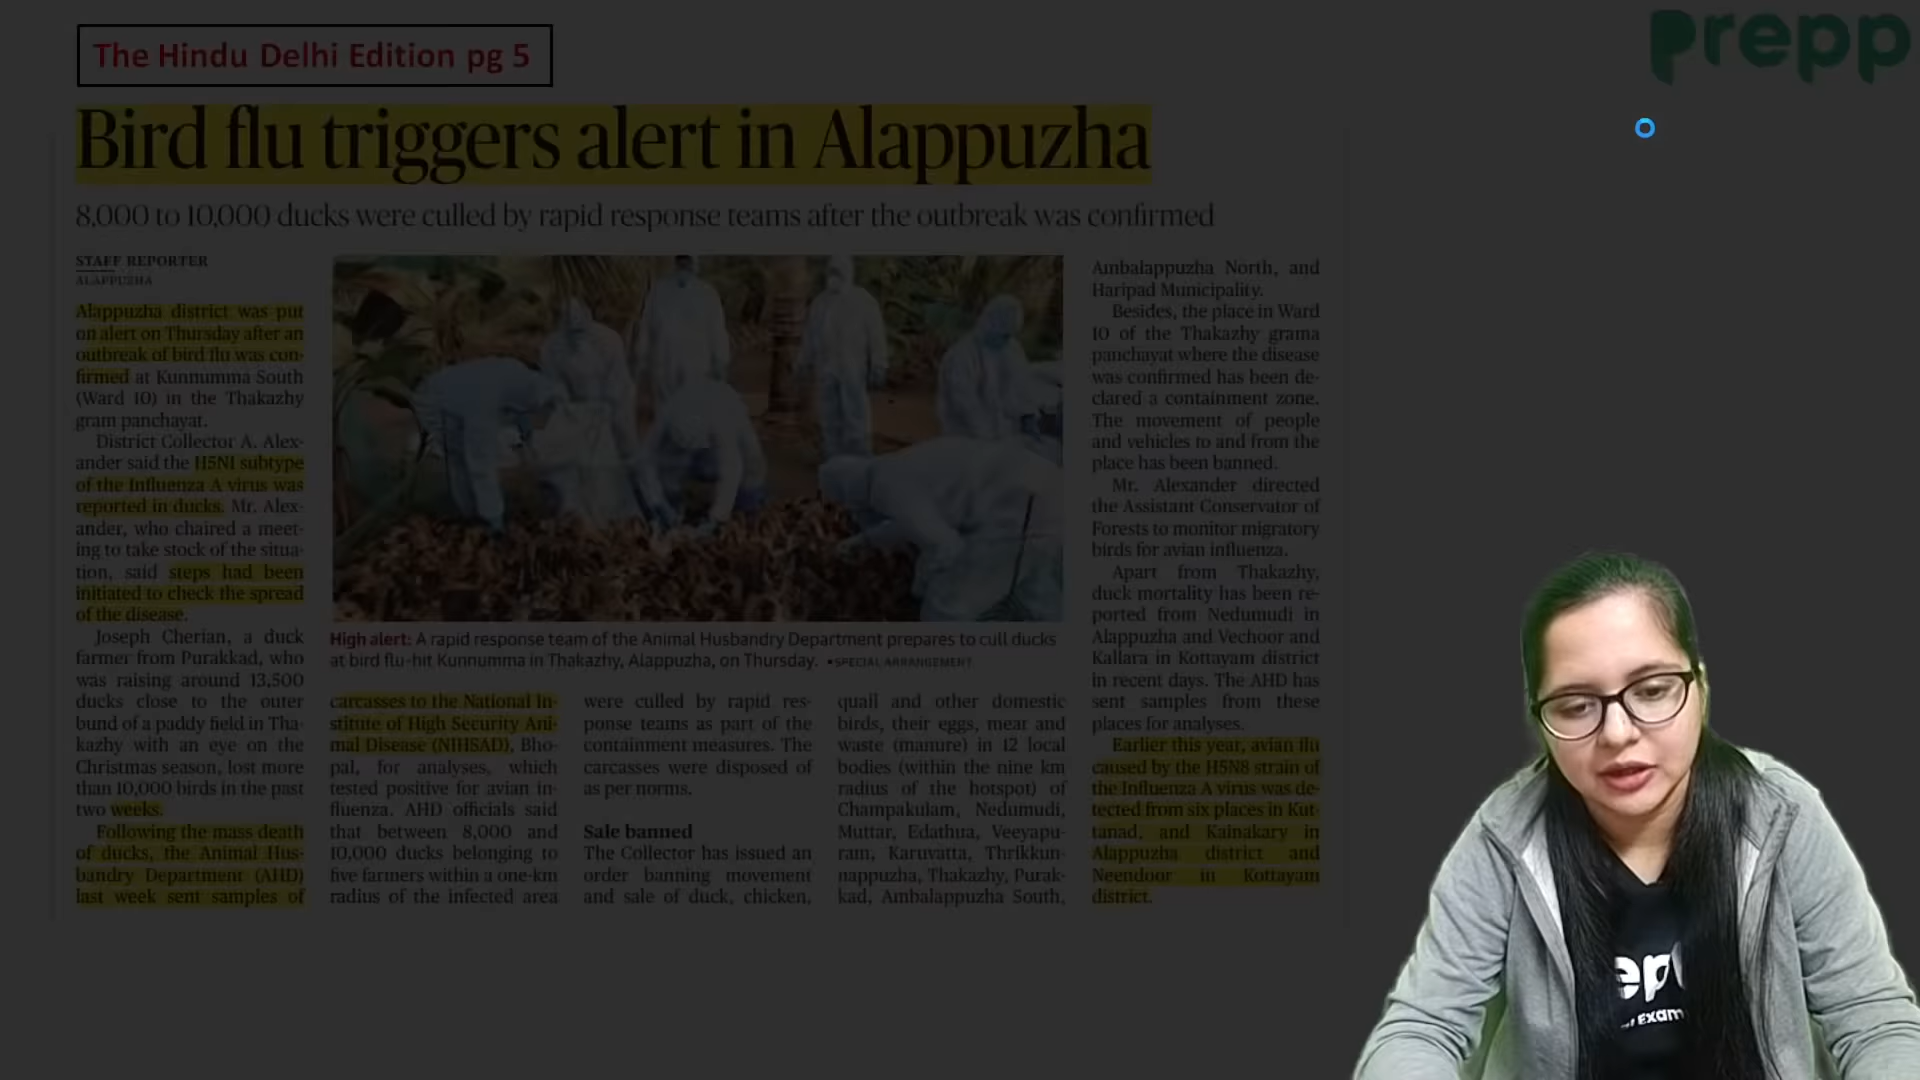 The Hindu Delhi Edition pg 5
prepp
Bird flu triggers alert in Alappuzha
8,000 to 10,000 ducks were culled by rapid response teams after the outbreak was confirmed
STAFF REPORTER
ALAPPUZHA
Alappuzha district was put
on alert on Thursday after an
outbreak of bird flu was con-
firmed at Kunnumma South
(Ward 10) in the Thakazhy
gram panchayat.
District Collector A. Alex-
ander said the H5N1 subtype
of the Influenza A virus was
reported in ducks. Mr. Alex-
ander, who chaired a meet-
ing to take stock of the situa-
tion, said steps had been
initiated to check the spread
of the disease.
Joseph Cherian, a duck
farmer from Purakkad, who
was raising around 13,500
ducks close to the outer
bund of a paddy field in Tha-
kazhy with an eye on the
Christmas season, lost more
than 10,000 birds in the past
two weeks.
Following the mass death
of ducks, the Animal Hus-
bandry Department (AHD)
last week sent samples of
High alert: A rapid response team of the Animal Husbandry Department prepares to cull ducks
at bird flu-hit Kunnumma in Thakazhy, Alappuzha, on Thursday. •SPECIAL ARRANGEMENT
carcasses to the National In-
stitute of High Security Ani-
mal Disease (NIHSAD), Bho-
pal, for analyses, which
tested positive for avian in-
fluenza. AHD officials said
that between 8,000 and
10,000 ducks belonging to
five farmers within a one-km
radius of the infected area
were culled by rapid res-
ponse teams as part of the
containment measures. The
carcasses were disposed of
as per norms.
Sale banned
The Collector has issued an
order banning movement
and sale of duck, chicken,
quail and other domestic
birds, their eggs, meat and
waste (manure) in 12 local
bodies (within the nine km
radius of the hotspot) of
Champakulam, Nedumudi,
Muttar, Edathua, Veeyapu-
ram, Karuvatta, Thrikkun-
nappuzha, Thakazhy, Purak-
kad, Ambalappuzha South,
Ambalappuzha North, and
Haripad Municipality.
Besides, the place in Ward
10 of the Thakazhy grama
panchayat where the disease
was confirmed has been de-
clared a containment zone.
The movement of people
and vehicles to and from the
place has been banned.
Mr. Alexander directed
the Assistant Conservator of
Forests to monitor migratory
birds for avian influenza.
Apart from Thakazhy,
duck mortality has been re-
ported from Nedumudi in
Alappuzha and Vechoor and
Kallara in Kottayam district
in recent days. The AHD has
sent samples from these
places for analyses.
Earlier this year, avian flu
caused by the H5N8 strain of
the Influenza A virus was de-
tected from six places in Kut-
tanad, and Kainakary in
Alappuzha district and
Neendoor in Kottayam
district.
ep
Exam